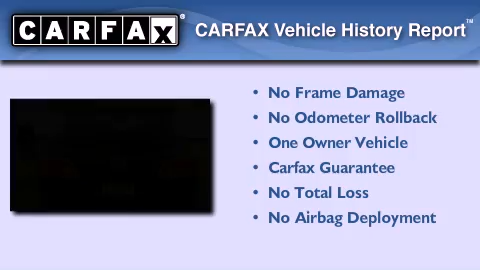 CARFAX® CARFAX Vehicle History Report™
• No Frame Damage
• No Odometer Rollback
• One Owner Vehicle
• Carfax Guarantee
• No Total Loss
• No Airbag Deployment